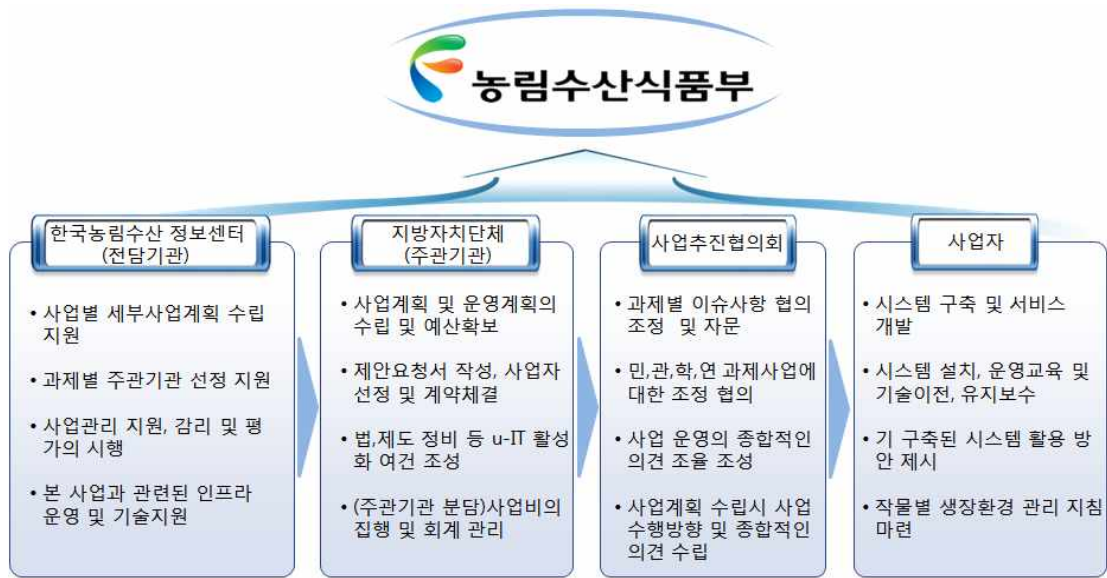 농림수산식품부
한국농림수산 정보센터
(전담기관)
• 사업별 세부사업계획 수립
지원
• 과제별 주관기관 선정 지원
• 사업관리 지원, 감리 및 평
가의 시행
• 본 사업과 관련된 인프라
운영 및 기술지원
지방자치단체
(주관기관)
• 사업계획 및 운영계획의
수립 및 예산확보
• 제안요청서 작성, 사업자
선정 및 계약체결
• 법,제도 정비 등 u-IT 활성
화 여건 조성
• (주관기관 분담)사업비의
집행 및 회계 관리
사업추진협의회
• 과제별 이슈사항 협의
조정 및 자문
• 민,관,학,연 과제사업에
대한 조정 협의
• 사업 운영의 종합적인
의견 조율 조성
• 사업계획 수립시 사업
수행방향 및 종합적인
의견 수립
사업자
• 시스템 구축 및 서비스
개발
• 시스템 설치, 운영교육 및
기술이전, 유지보수
• 기 구축된 시스템 활용 방
안 제시
• 작물별 생장환경 관리 지침
마련